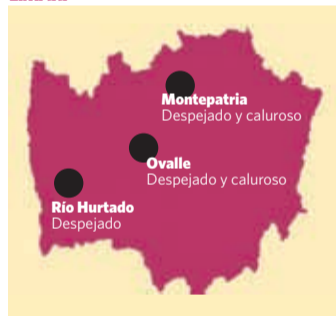 Montepatria
Despejado y caluroso
Ovalle
Despejado y caluroso
Río Hurtado
Despejado